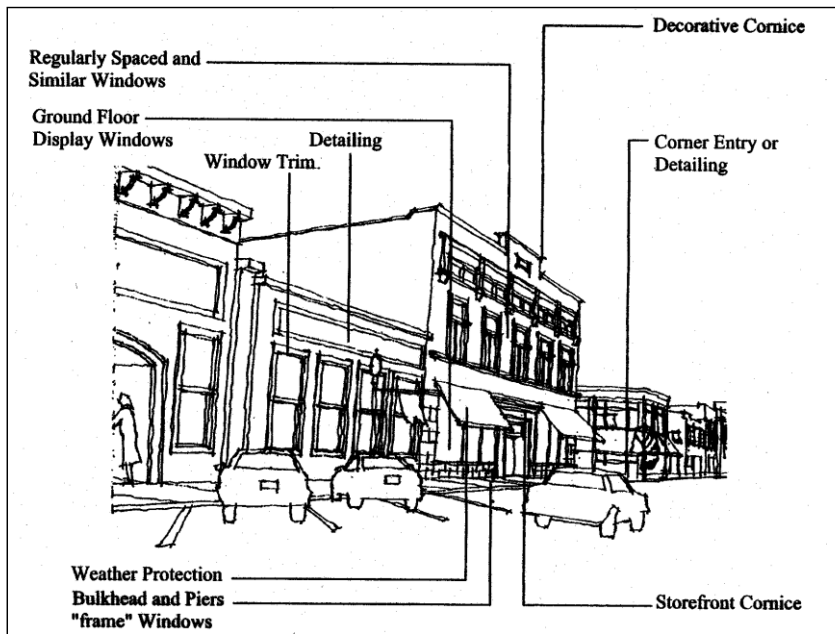 Decorative Cornice
Regularly Spaced and
Similar Windows
Ground Floor
Display Windows
Detailing
Window Trim.
Corner Entry or
Detailing
Weather Protection
Bulkhead and Piers
"frame" Windows
Storefront Cornice